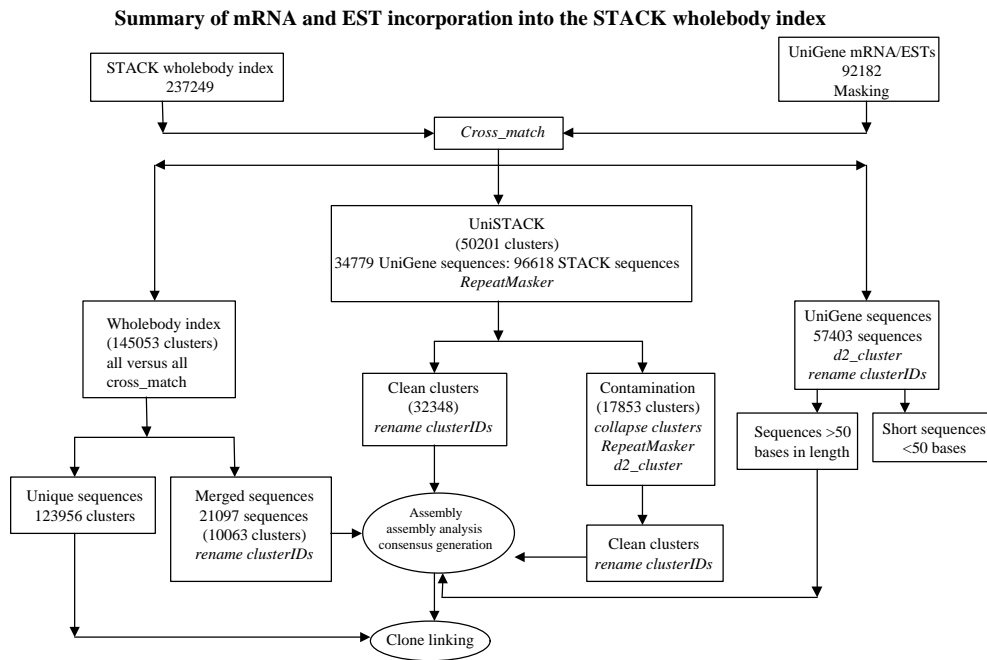 Summary of mRNA and EST incorporation into the STACK wholebody index
STACK wholebody index
237249
UniGene mRNA/ESTs
92182
Masking
Cross_match
UniSTACK
(50201 clusters)
34779 UniGene sequences: 96618 STACK sequences
RepeatMasker
Wholebody index
(145053 clusters)
all versus all
cross_match
UniGene sequences
57403 sequences
d2_cluster
rename clusterIDs
Clean clusters
(32348)
rename clusterIDs
Contamination
(17853 clusters)
collapse clusters
RepeatMasker
d2_cluster
Sequences >50
bases in length
Short sequences
<50 bases
Unique sequences
123956 clusters
Merged sequences
21097 sequences
(10063 clusters)
rename clusterIDs
Assembly
assembly analysis
consensus generation
Clean clusters
rename clusterIDs
Clone linking